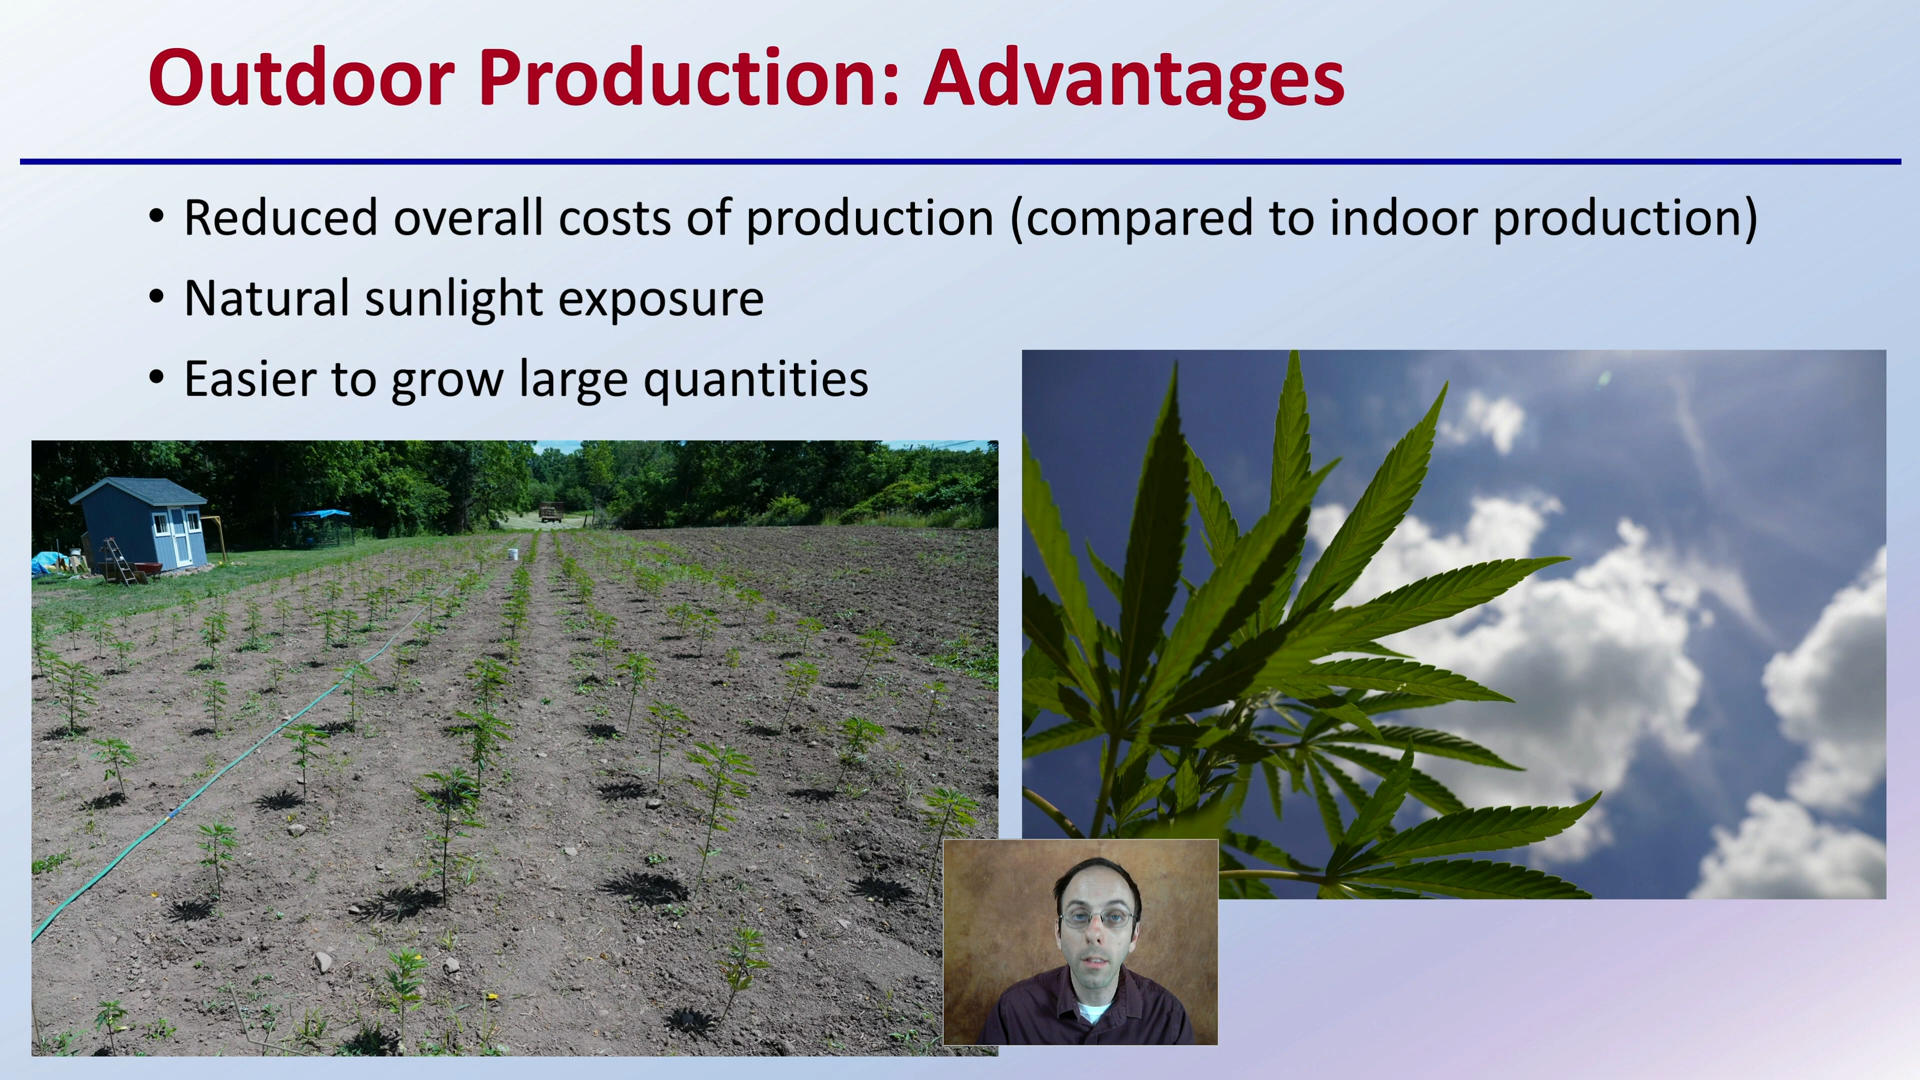 Outdoor Production: Advantages
• Reduced overall costs of production (compared to indoor production)
• Natural sunlight exposure
• Easier to grow large quantities